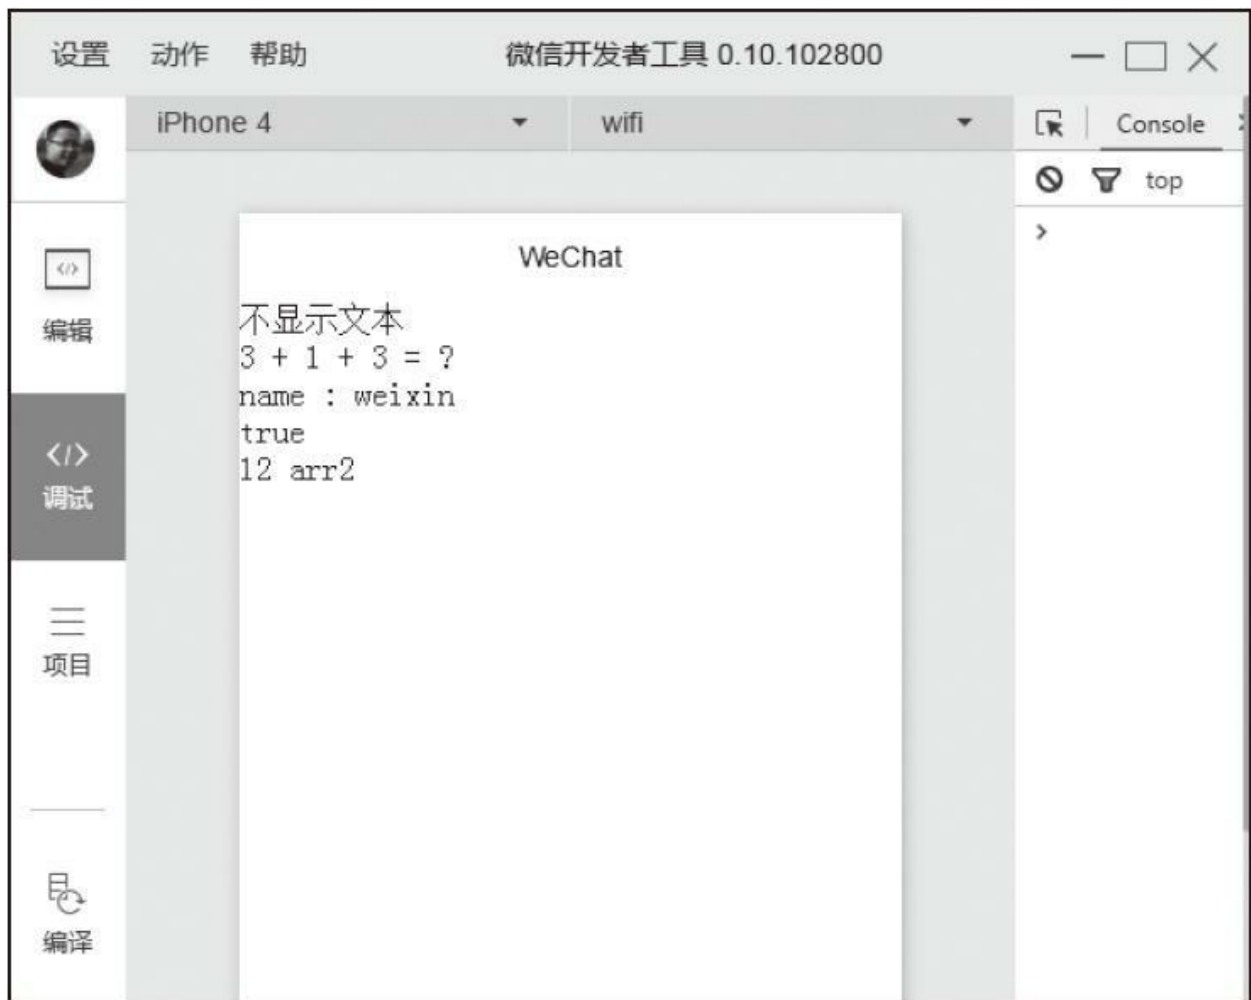 设置 动作 帮助 微信开发者工具 0.10.102800
iPhone 4 wifi Console
top
WeChat
编辑
不显示文本
3 + 1 + 3 = ?
name : weixin
true
12 arr2
调试
项目
编译